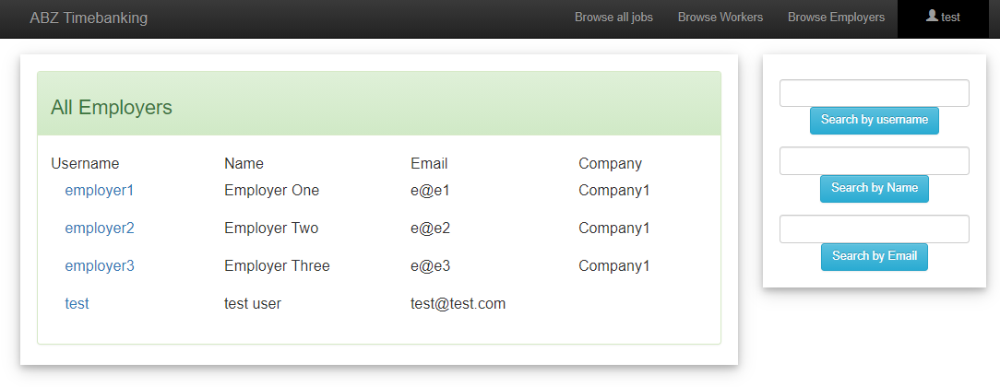 ABZ Timebanking Browse all jobs Browse Workers Browse Employers test
All Employers
Username Name Email Company
employer1 Employer One e@e1 Company1
employer2 Employer Two e@e2 Company1
employer3 Employer Three e@e3 Company1
test test user test@test.com
Search by username
Search by Name
Search by Email